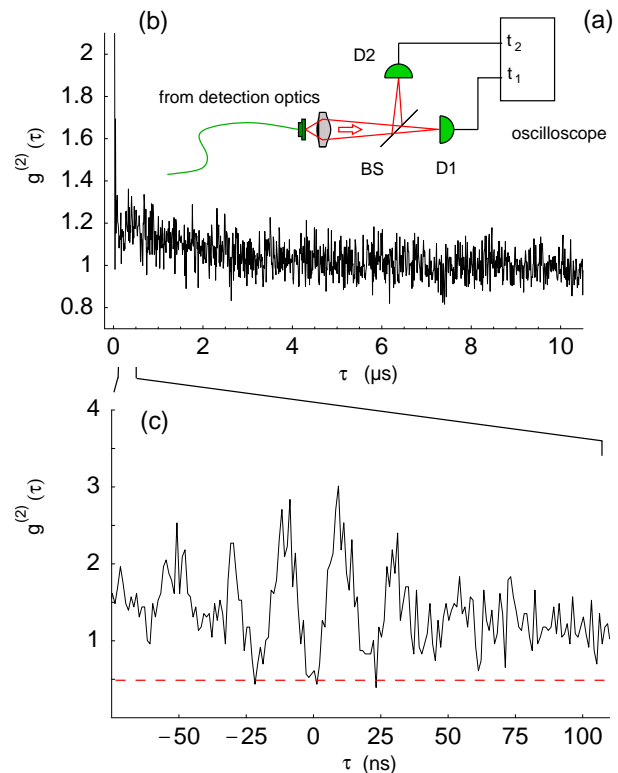 (b)
(a)
D2
t2
t1
from detection optics
oscilloscope
BS
D1
g(2)(τ)
2
1.8
1.6
1.4
1.2
1
0.8
0 2 4 6 8 10
τ (µs)
(c)
g(2)(τ)
4
3
2
1
−50 −25 0 25 50 75 100
τ (ns)